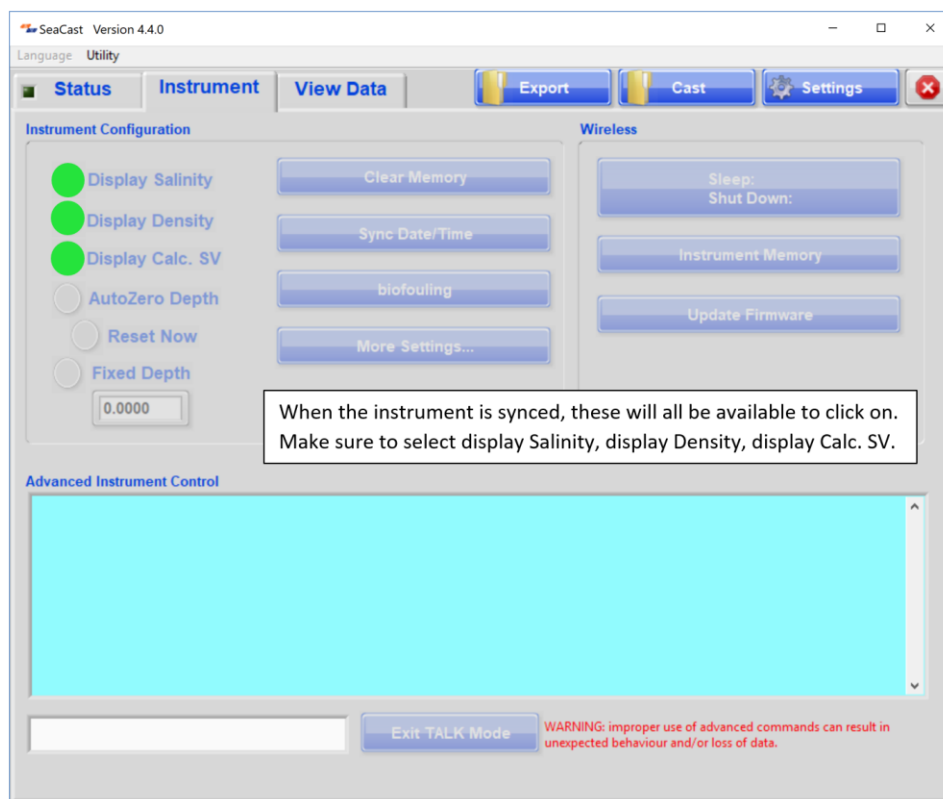 SeaCast Version 4.4.0
Language Utility
Status Instrument View Data Export Cast Settings
Instrument Configuration
Wireless
Display Salinity
Display Density
Display Calc. SV
AutoZero Depth
Reset Now
Fixed Depth
0.0000
Clear Memory
Sync Date/Time
biofouling
More Settings...
Sleep:
Shut Down:
Instrument Memory
Update Firmware
When the instrument is synced, these will all be available to click on.
Make sure to select display Salinity, display Density, display Calc. SV.
Advanced Instrument Control
Exit TALK Mode
WARNING: improper use of advanced commands can result in
unexpected behaviour and/or loss of data.